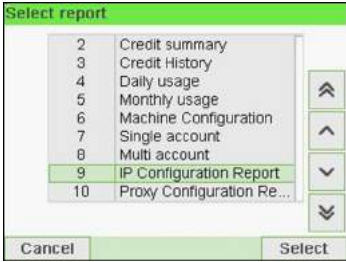 Select report
2 Credit summary
3 Credit History
4 Daily usage
5 Monthly usage
6 Machine Configuration
7 Single account
8 Multi account
9 IP Configuration Report
10 Proxy Configuration Re...
Cancel Select